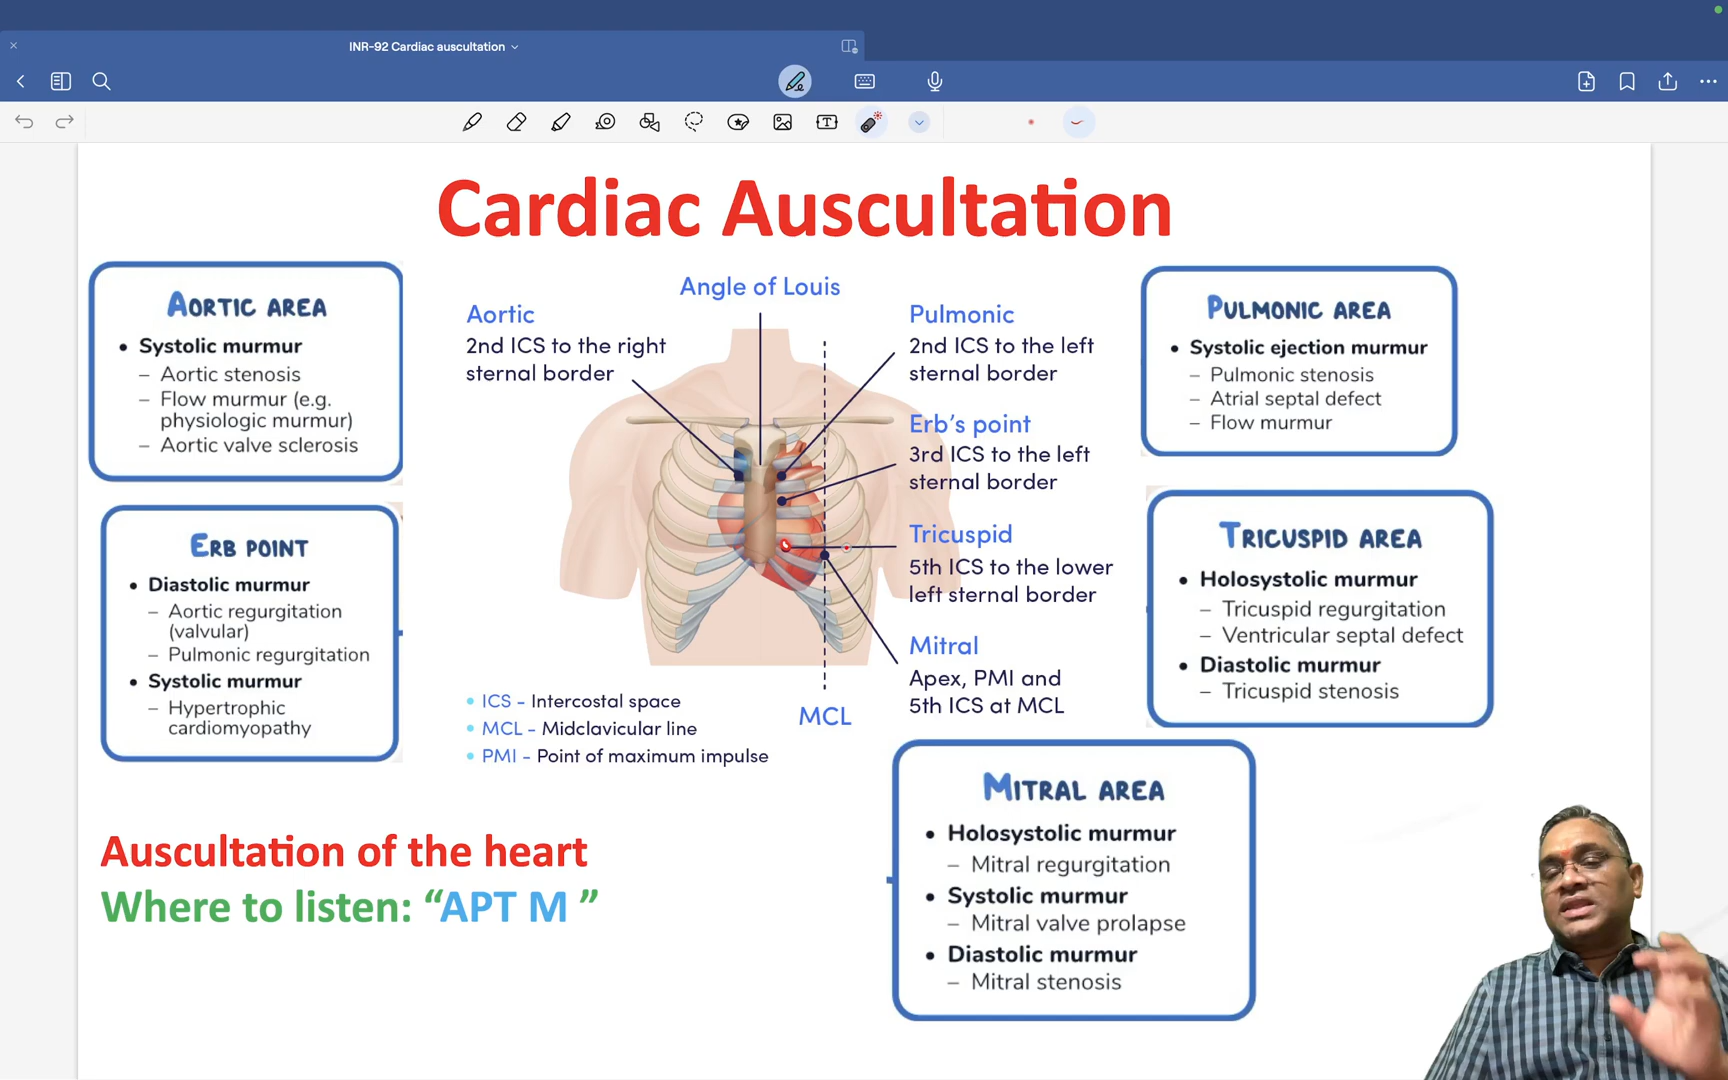 INR-92 Cardiac auscultation
Cardiac Auscultation
AORTIC AREA
• Systolic murmur
– Aortic stenosis
– Flow murmur (e.g.
physiologic murmur)
– Aortic valve sclerosis
ERB POINT
• Diastolic murmur
– Aortic regurgitation
(valvular)
– Pulmonic regurgitation
• Systolic murmur
– Hypertrophic
cardiomyopathy
Angle of Louis
Aortic
2nd ICS to the right
sternal border
Pulmonic
2nd ICS to the left
sternal border
Erb's point
3rd ICS to the left
sternal border
Tricuspid
5th ICS to the lower
left sternal border
Mitral
Apex, PMI and
5th ICS at MCL
MCL
• ICS - Intercostal space
• MCL - Midclavicular line
• PMI - Point of maximum impulse
PULMONIC AREA
• Systolic ejection murmur
– Pulmonic stenosis
– Atrial septal defect
– Flow murmur
TRICUSPID AREA
• Holosystolic murmur
– Tricuspid regurgitation
– Ventricular septal defect
• Diastolic murmur
– Tricuspid stenosis
MITRAL AREA
• Holosystolic murmur
– Mitral regurgitation
• Systolic murmur
– Mitral valve prolapse
• Diastolic murmur
– Mitral stenosis
Auscultation of the heart
Where to listen: “APT M ”